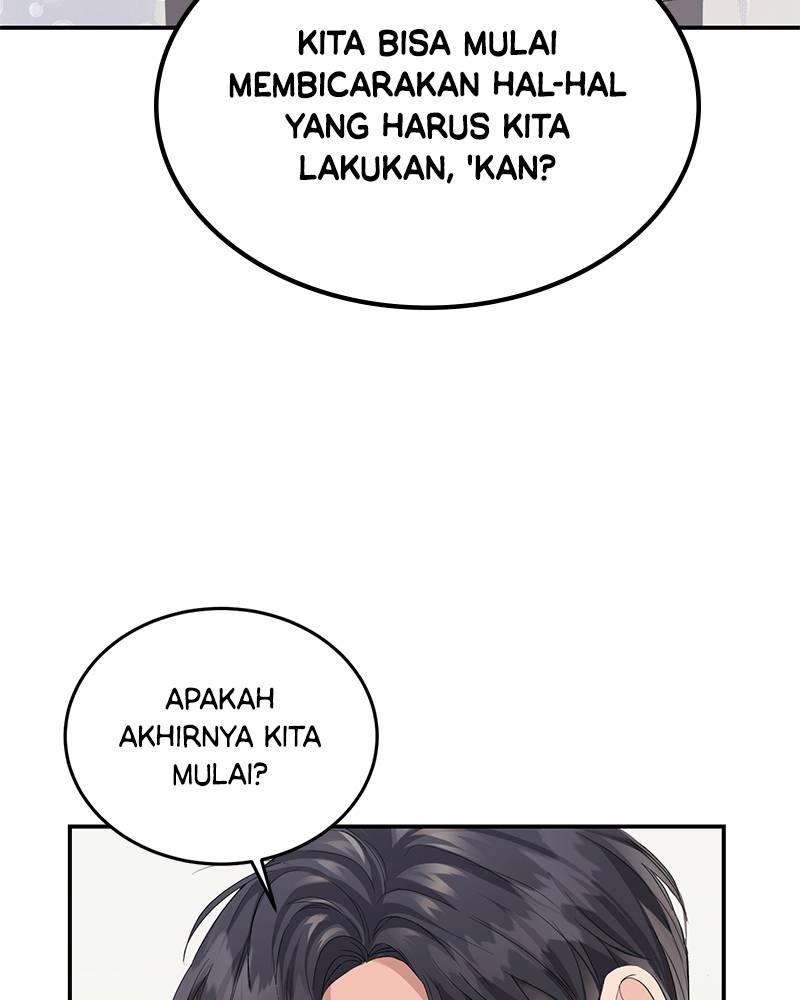 KITA BISA MULAI
MEMBICARAKAN HAL-HAL
YANG HARUS KITA
LAKUKAN, 'KAN?
APAKAH
AKHIRNYA KITA
MULAI?